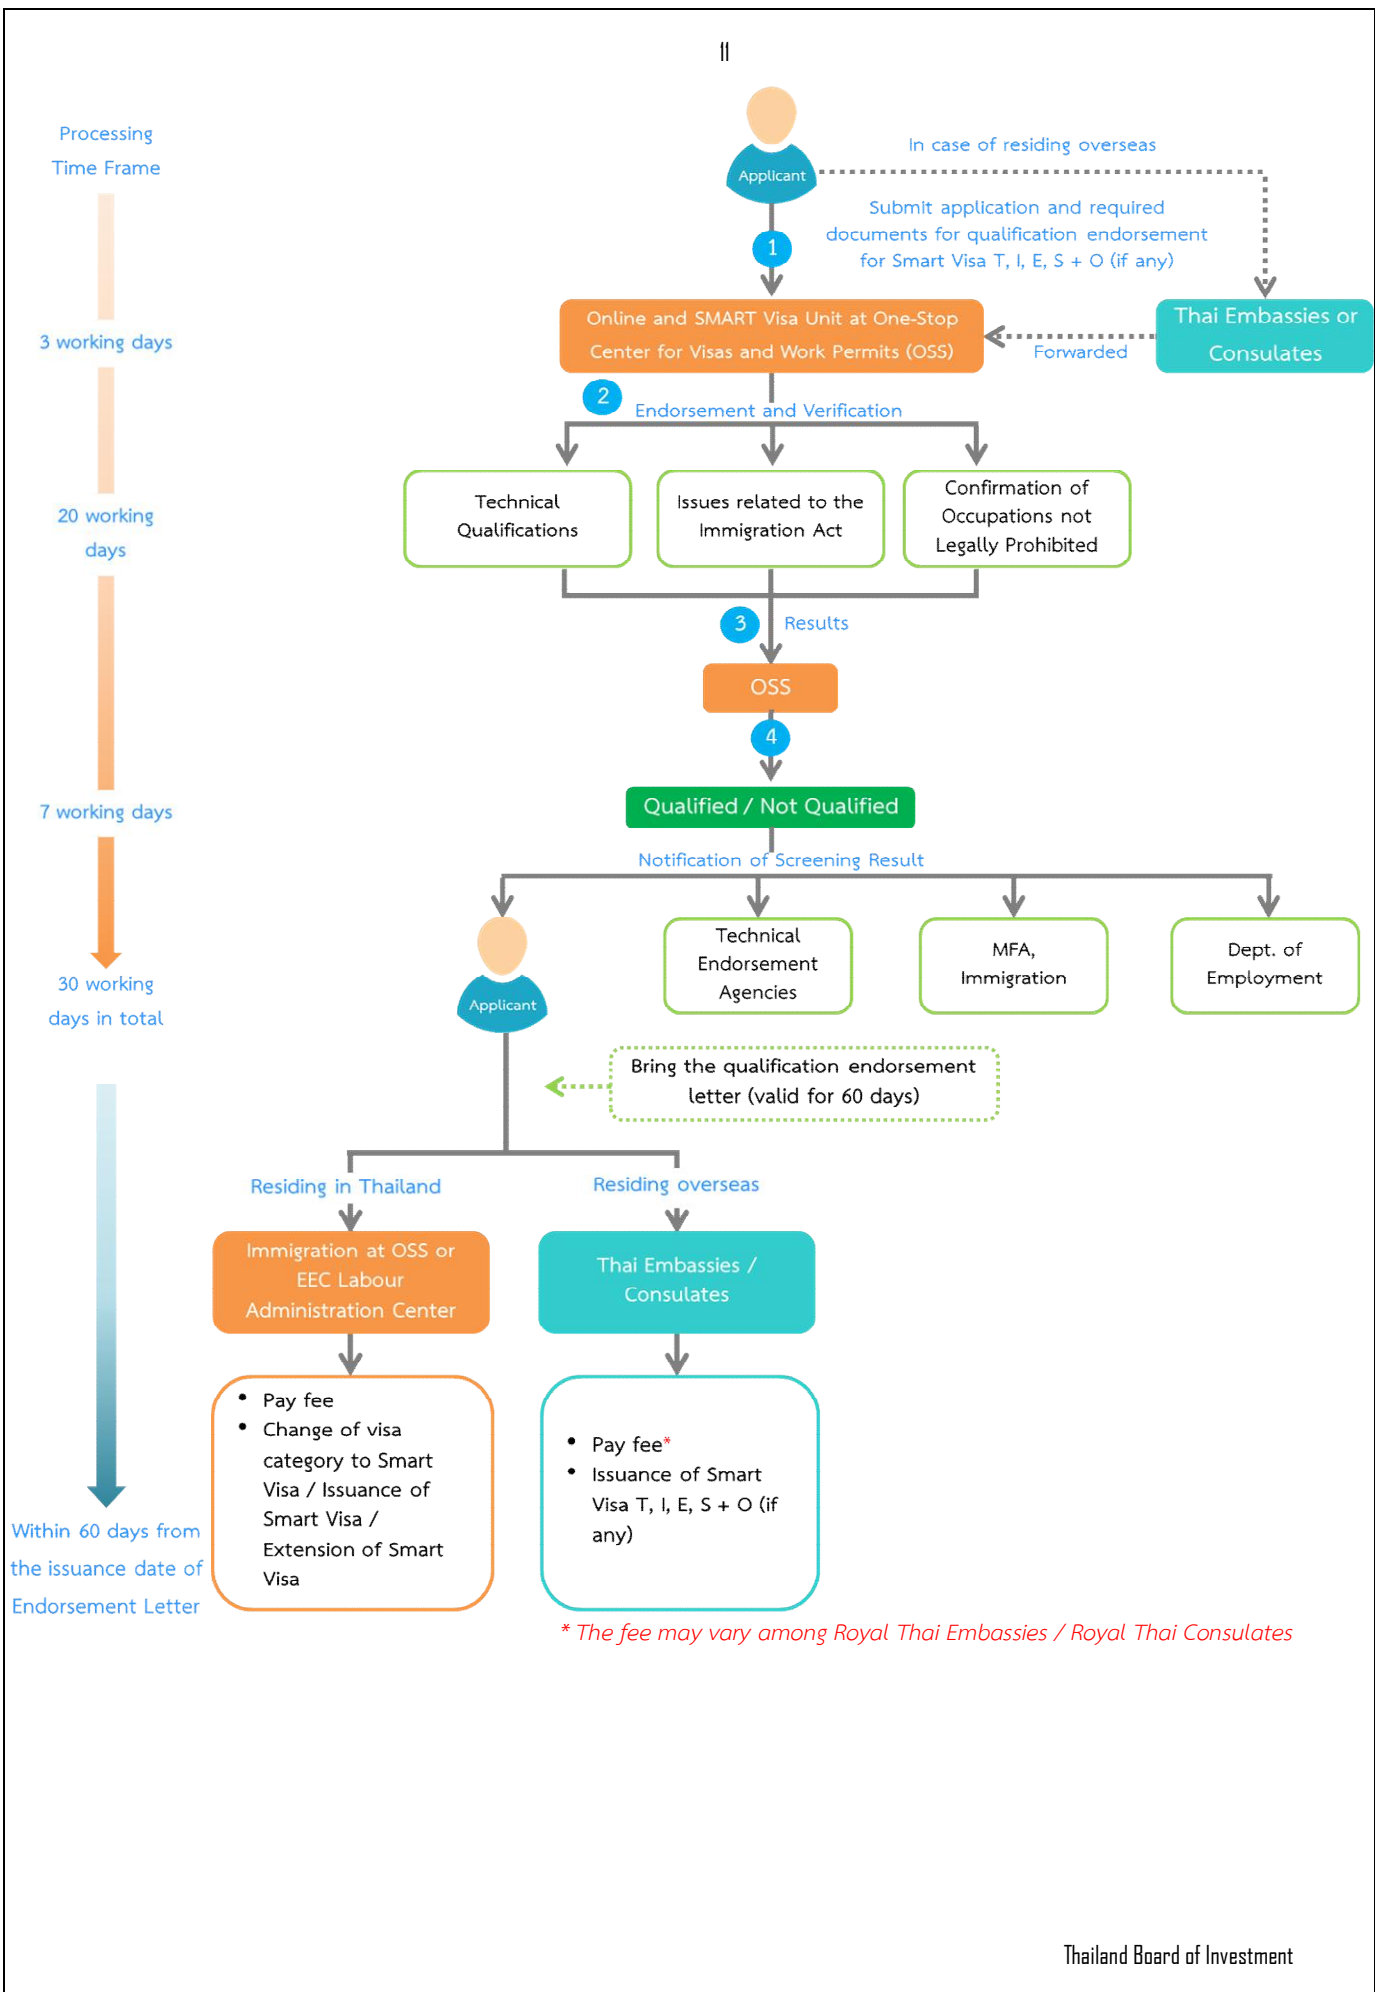 11
Processing
Time Frame
Applicant
In case of residing overseas
Submit application and required
documents for qualification endorsement
for Smart Visa T, I, E, S + O (if any)
1
3 working days
Online and SMART Visa Unit at One-Stop
Center for Visas and Work Permits (OSS)
Forwarded
Thai Embassies or
Consulates
2
Endorsement and Verification
20 working
days
Technical
Qualifications
Issues related to the
Immigration Act
Confirmation of
Occupations not
Legally Prohibited
3
Results
OSS
4
7 working days
Qualified / Not Qualified
Notification of Screening Result
30 working
days in total
Applicant
Technical
Endorsement
Agencies
MFA,
Immigration
Dept. of
Employment
Bring the qualification endorsement
letter (valid for 60 days)
Residing in Thailand
Residing overseas
Immigration at OSS or
EEC Labour
Administration Center
Thai Embassies /
Consulates
• Pay fee
• Change of visa
category to Smart
Visa / Issuance of
Smart Visa /
Extension of Smart
Visa
• Pay fee*
• Issuance of Smart
Visa T, I, E, S + O (if
any)
Within 60 days from
the issuance date of
Endorsement Letter
* The fee may vary among Royal Thai Embassies / Royal Thai Consulates
Thailand Board of Investment